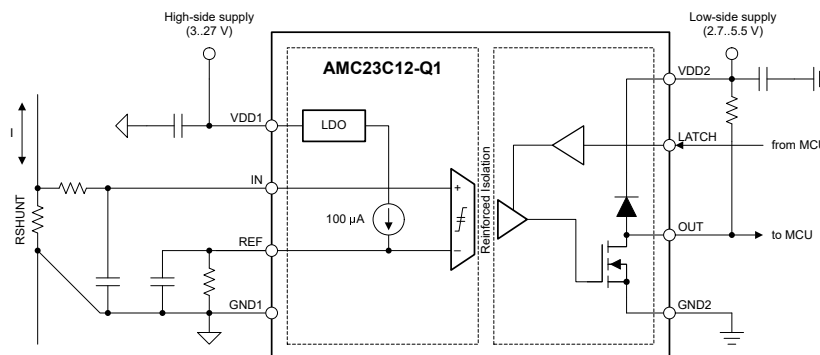 High-side supply
(3..27 V)
Low-side supply
(2.7..5.5 V)
AMC23C12-Q1
VDD1
LDO
VDD2
LATCH
from MCU
I
IN
+
100 μA
Reinforced Isolation
RSHUNT
REF
–
OUT
to MCU
GND1
GND2